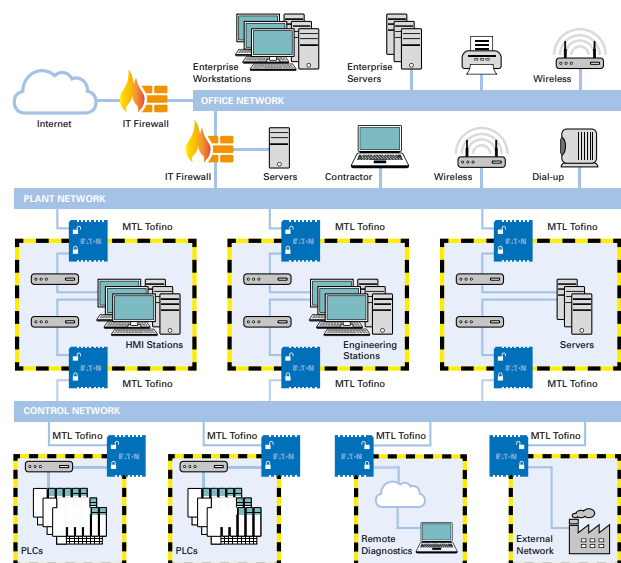 Enterprise
Workstations
Enterprise
Servers
Wireless
OFFICE NETWORK
Internet
IT Firewall
IT Firewall
Servers
Contractor
Wireless
Dial-up
PLANT NETWORK
MTL Tofino
MTL Tofino
MTL Tofino
E.T.N
E.T.N
E.T.N
HMI Stations
Engineering
Stations
Servers
E.T.N
E.T.N
E.T.N
MTL Tofino
MTL Tofino
MTL Tofino
CONTROL NETWORK
MTL Tofino
MTL Tofino
MTL Tofino
MTL Tofino
E.T.N
E.T.N
E.T.N
E.T.N
PLCs
PLCs
Remote
Diagnostics
External
Network